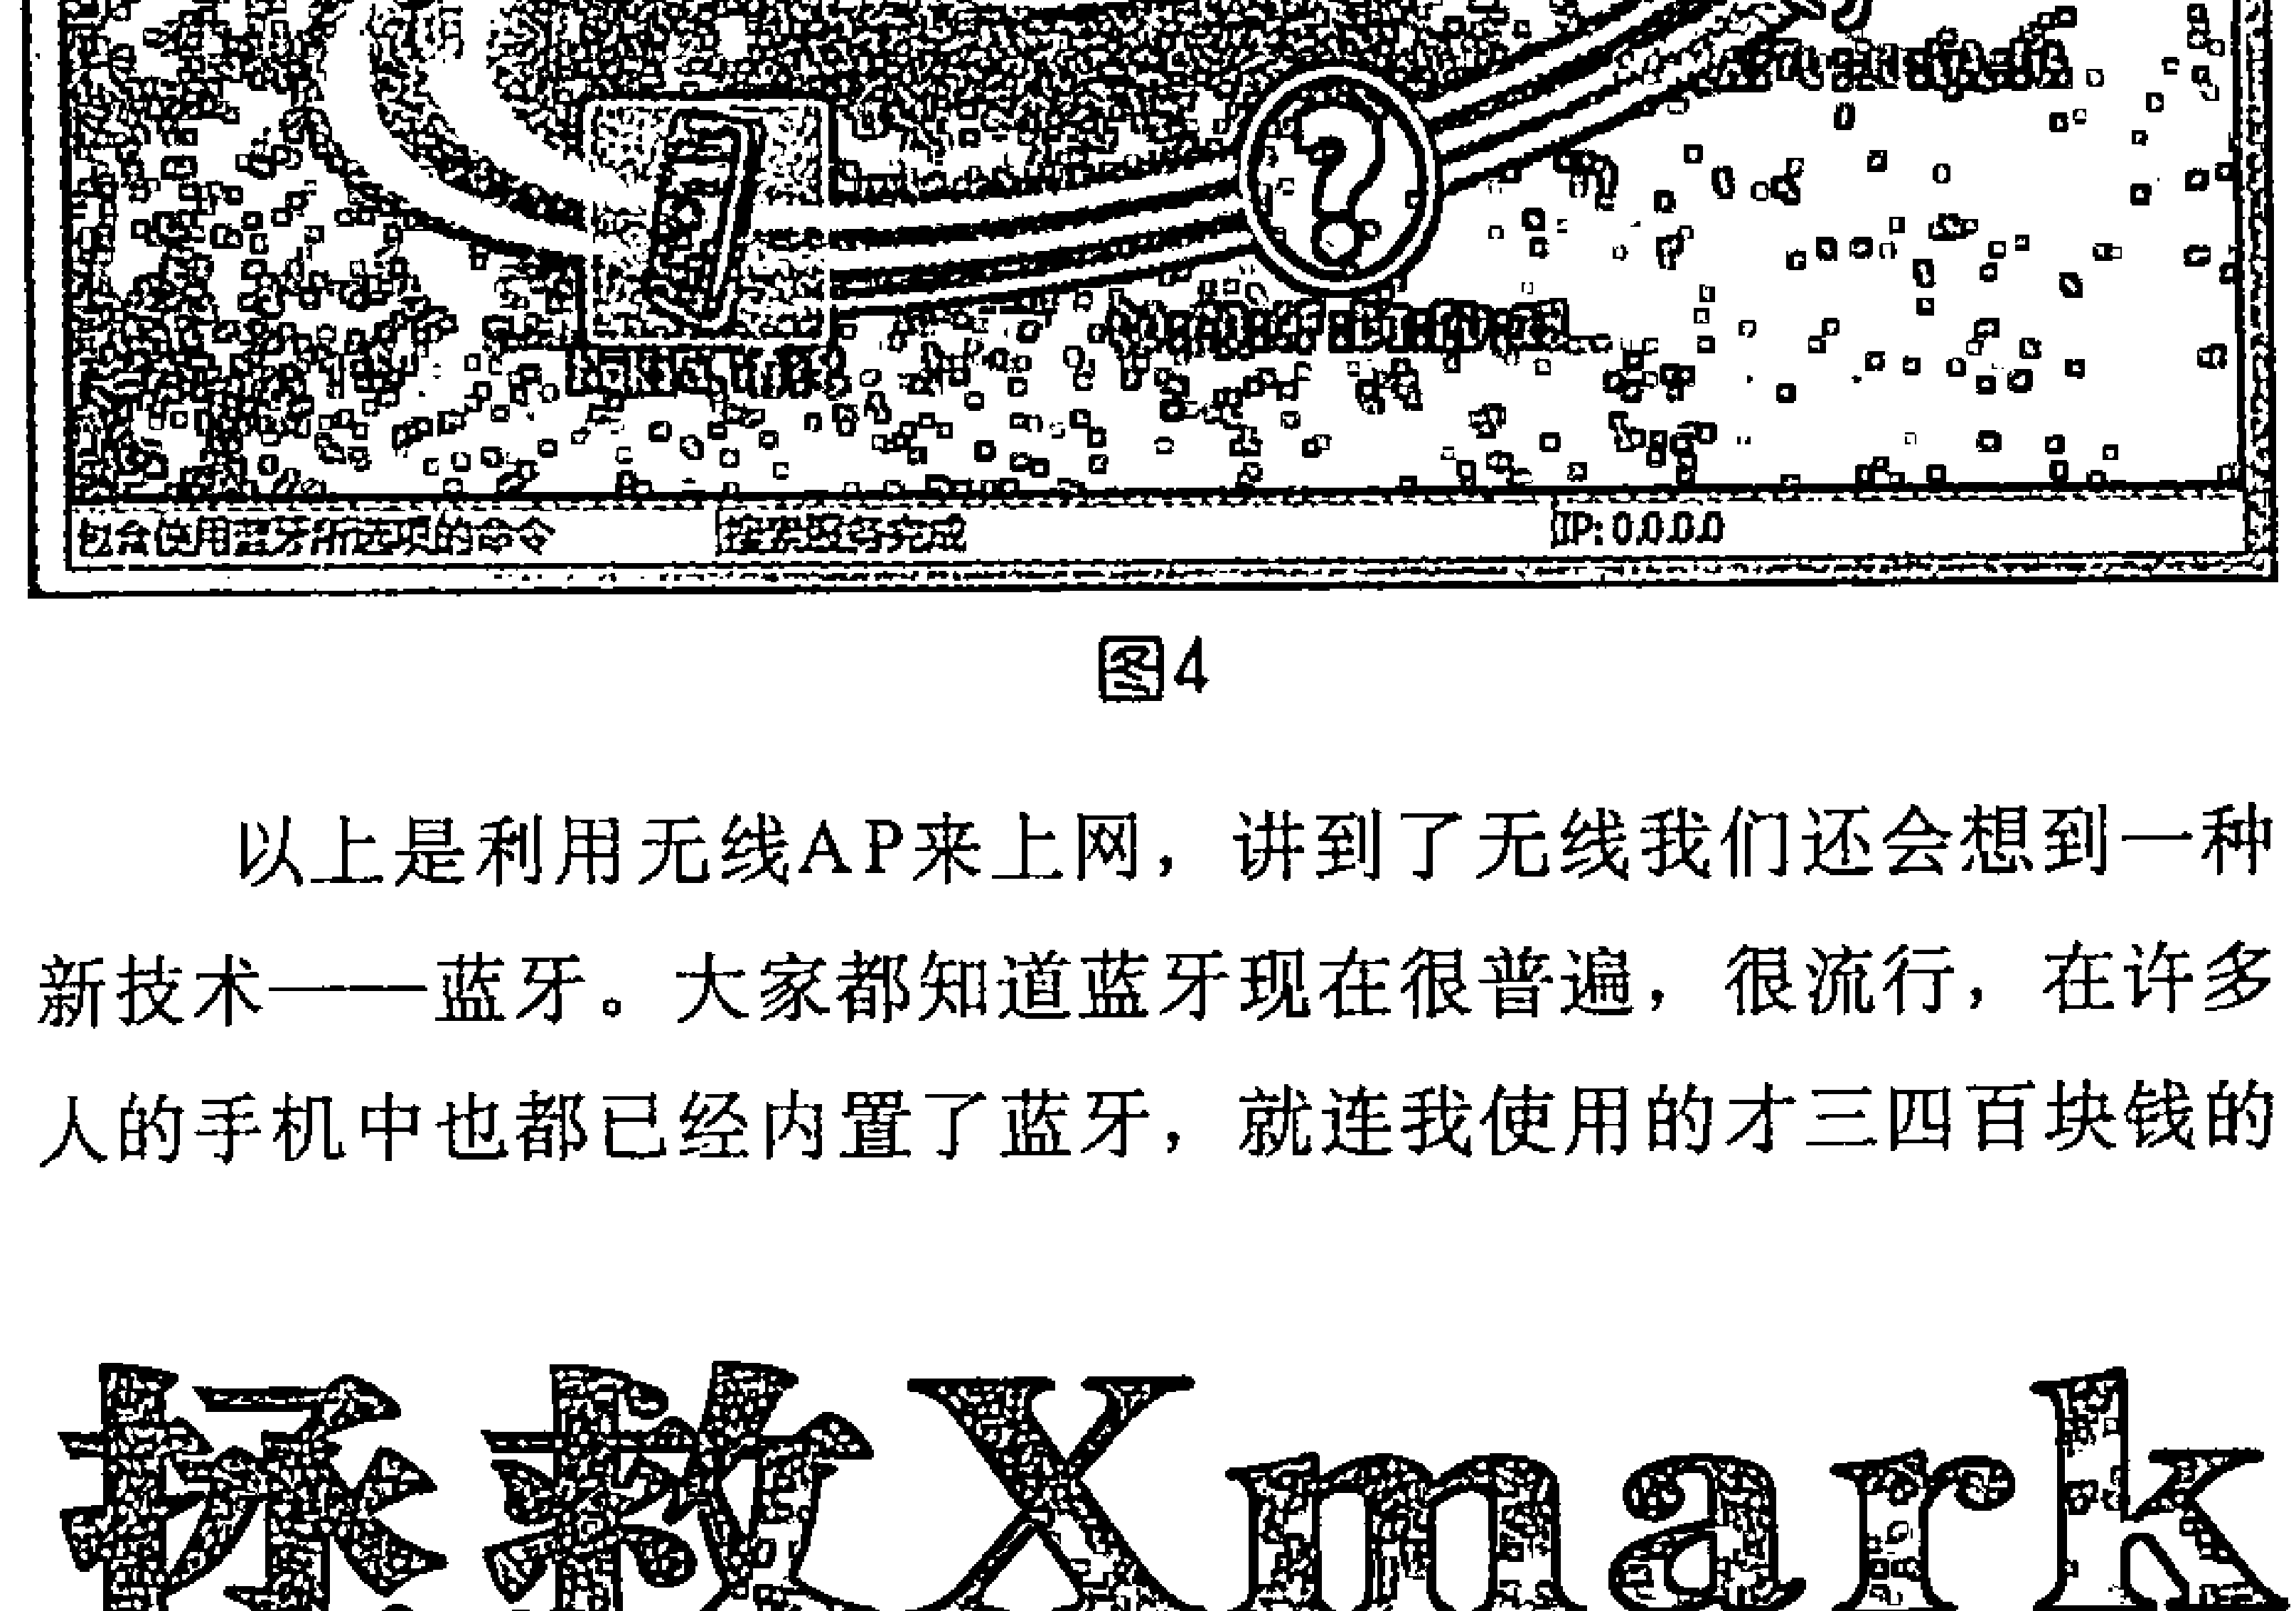 包含使用蓝牙所选项的命令
IP: 0.0.0.0
图4
以上是利用无线AP来上网，讲到了无线我们还会想到一种
新技术——蓝牙。大家都知道蓝牙现在很普遍，很流行，在许多
人的手机中也都已经内置了蓝牙，就连我使用的才三四百块钱的
拯救Xmark